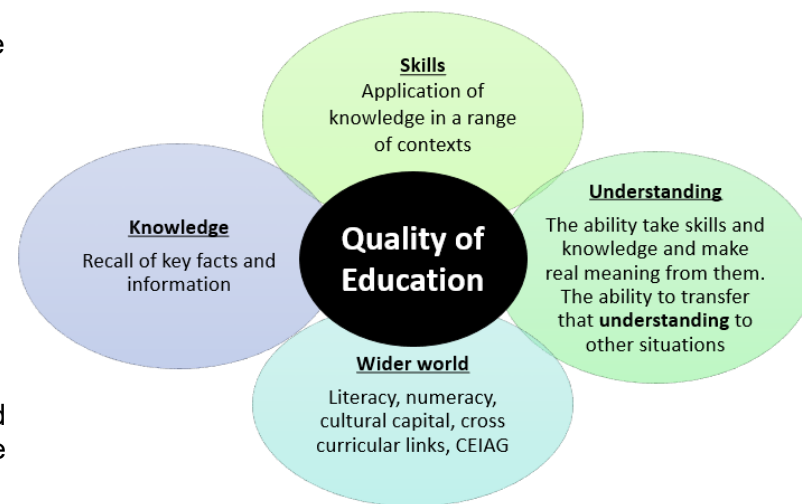 Skills
Application of
knowledge in a range
of contexts
Knowledge
Recall of key facts and
information
Quality of
Education
Understanding
The ability take skills and
knowledge and make
real meaning from them.
The ability to transfer
that understanding to
other situations
Wider world
Literacy, numeracy,
cultural capital, cross
curricular links, CEIAG